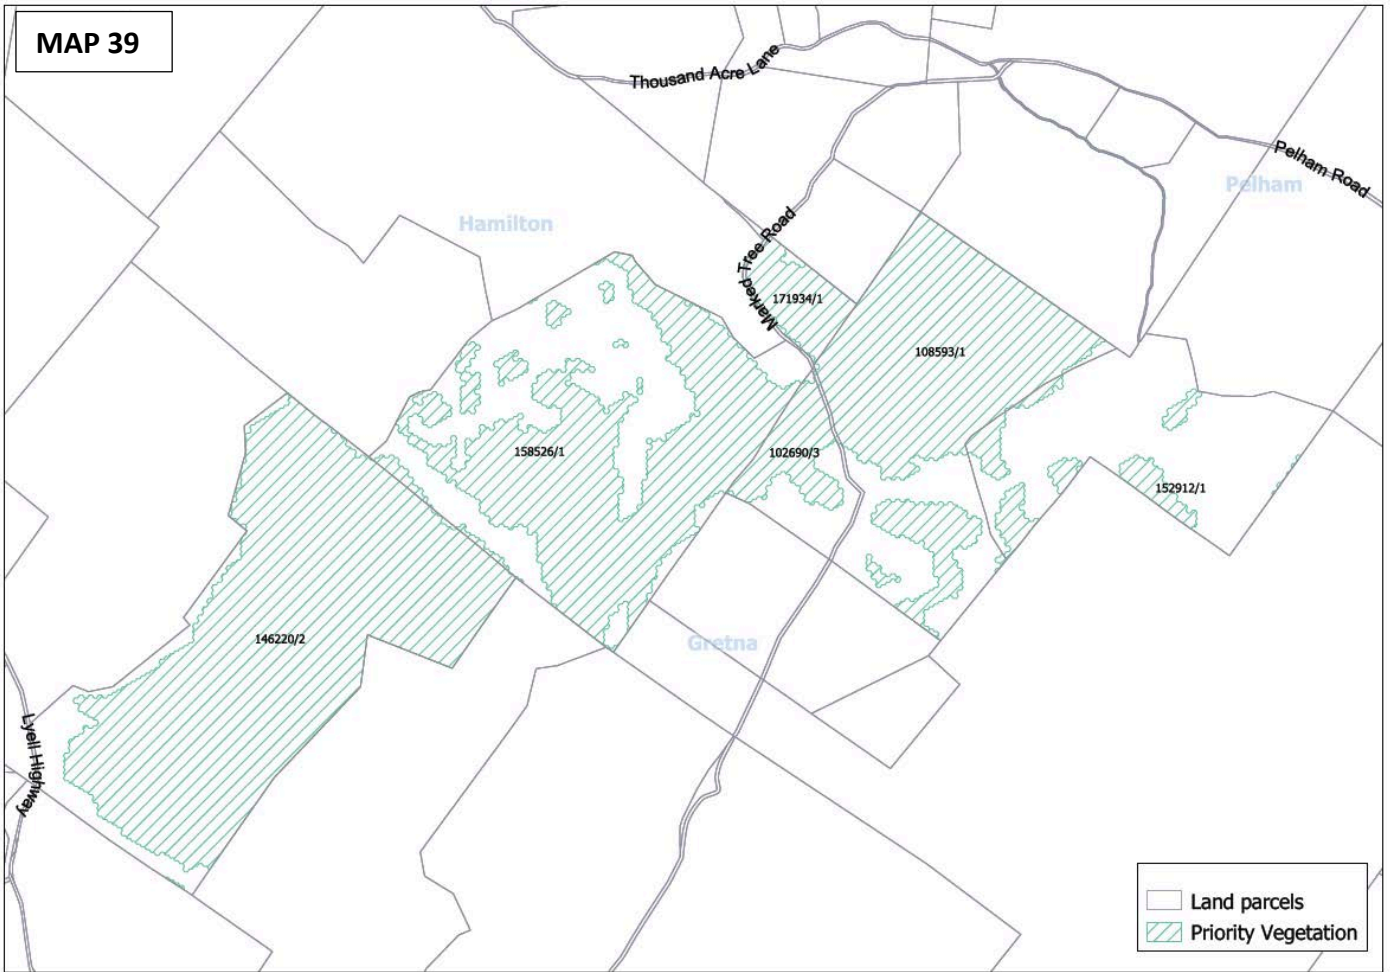 MAP 39
Thousand Acre Lane
Pelham Road
Pelham
Hamilton
Marked Tree Road
171934/1
108593/1
158526/1
102690/3
152912/1
146220/2
Gretna
Lyell Highway
Land parcels
Priority Vegetation